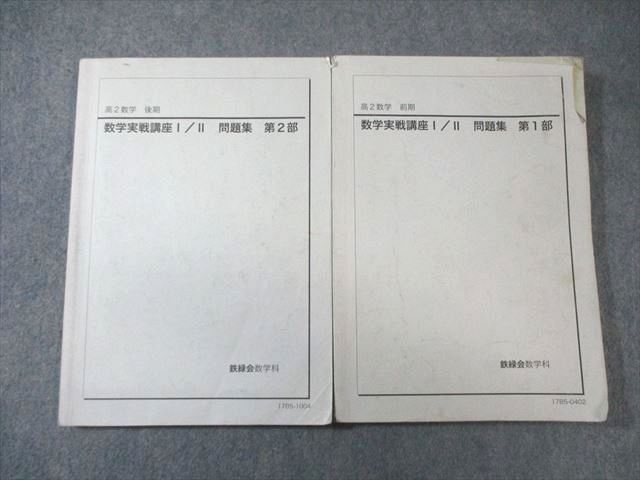 高2数学 後期
数学実戦講座Ⅰ／Ⅱ 問題集 第2部
鉄緑会数学科
1785-1004
高2数学 前期
数学実戦講座Ⅰ／Ⅱ 問題集 第1部
鉄緑会数学科
1785-0402